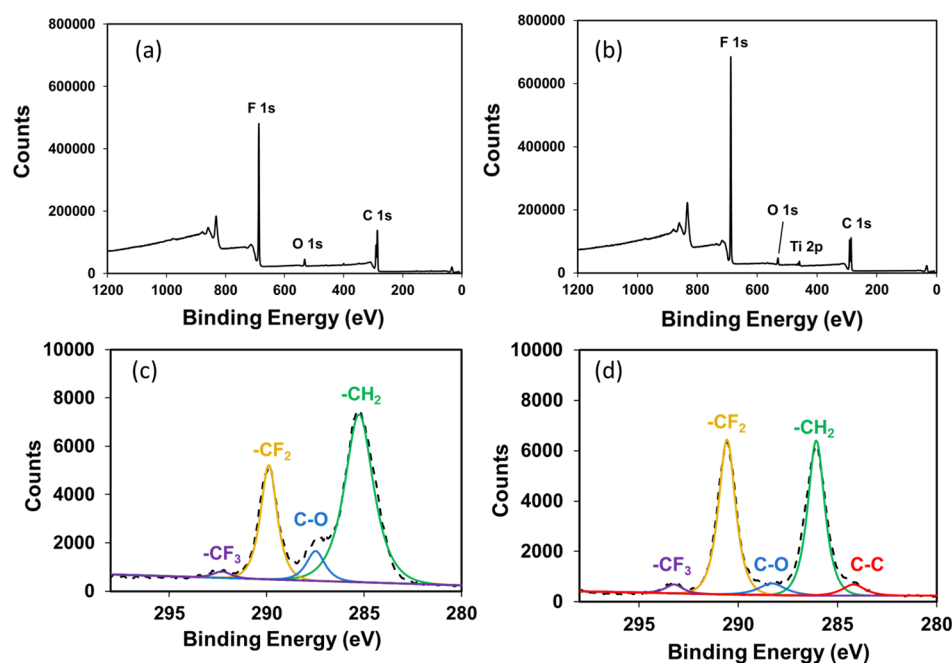 (a)
F 1s
O 1s
C 1s
Counts
800000
600000
400000
200000
0
1200 1000 800 600 400 200 0
Binding Energy (eV)
(b)
F 1s
O 1s
Ti 2p
C 1s
Counts
800000
600000
400000
200000
0
1200 1000 800 600 400 200 0
Binding Energy (eV)
(c)
-CH₂
-CF₂
C-O
-CF₃
Counts
10000
8000
6000
4000
2000
0
295 290 285 280
Binding Energy (eV)
(d)
-CF₂
-CH₂
-CF₃
C-O
C-C
Counts
10000
8000
6000
4000
2000
0
295 290 285 280
Binding Energy (eV)